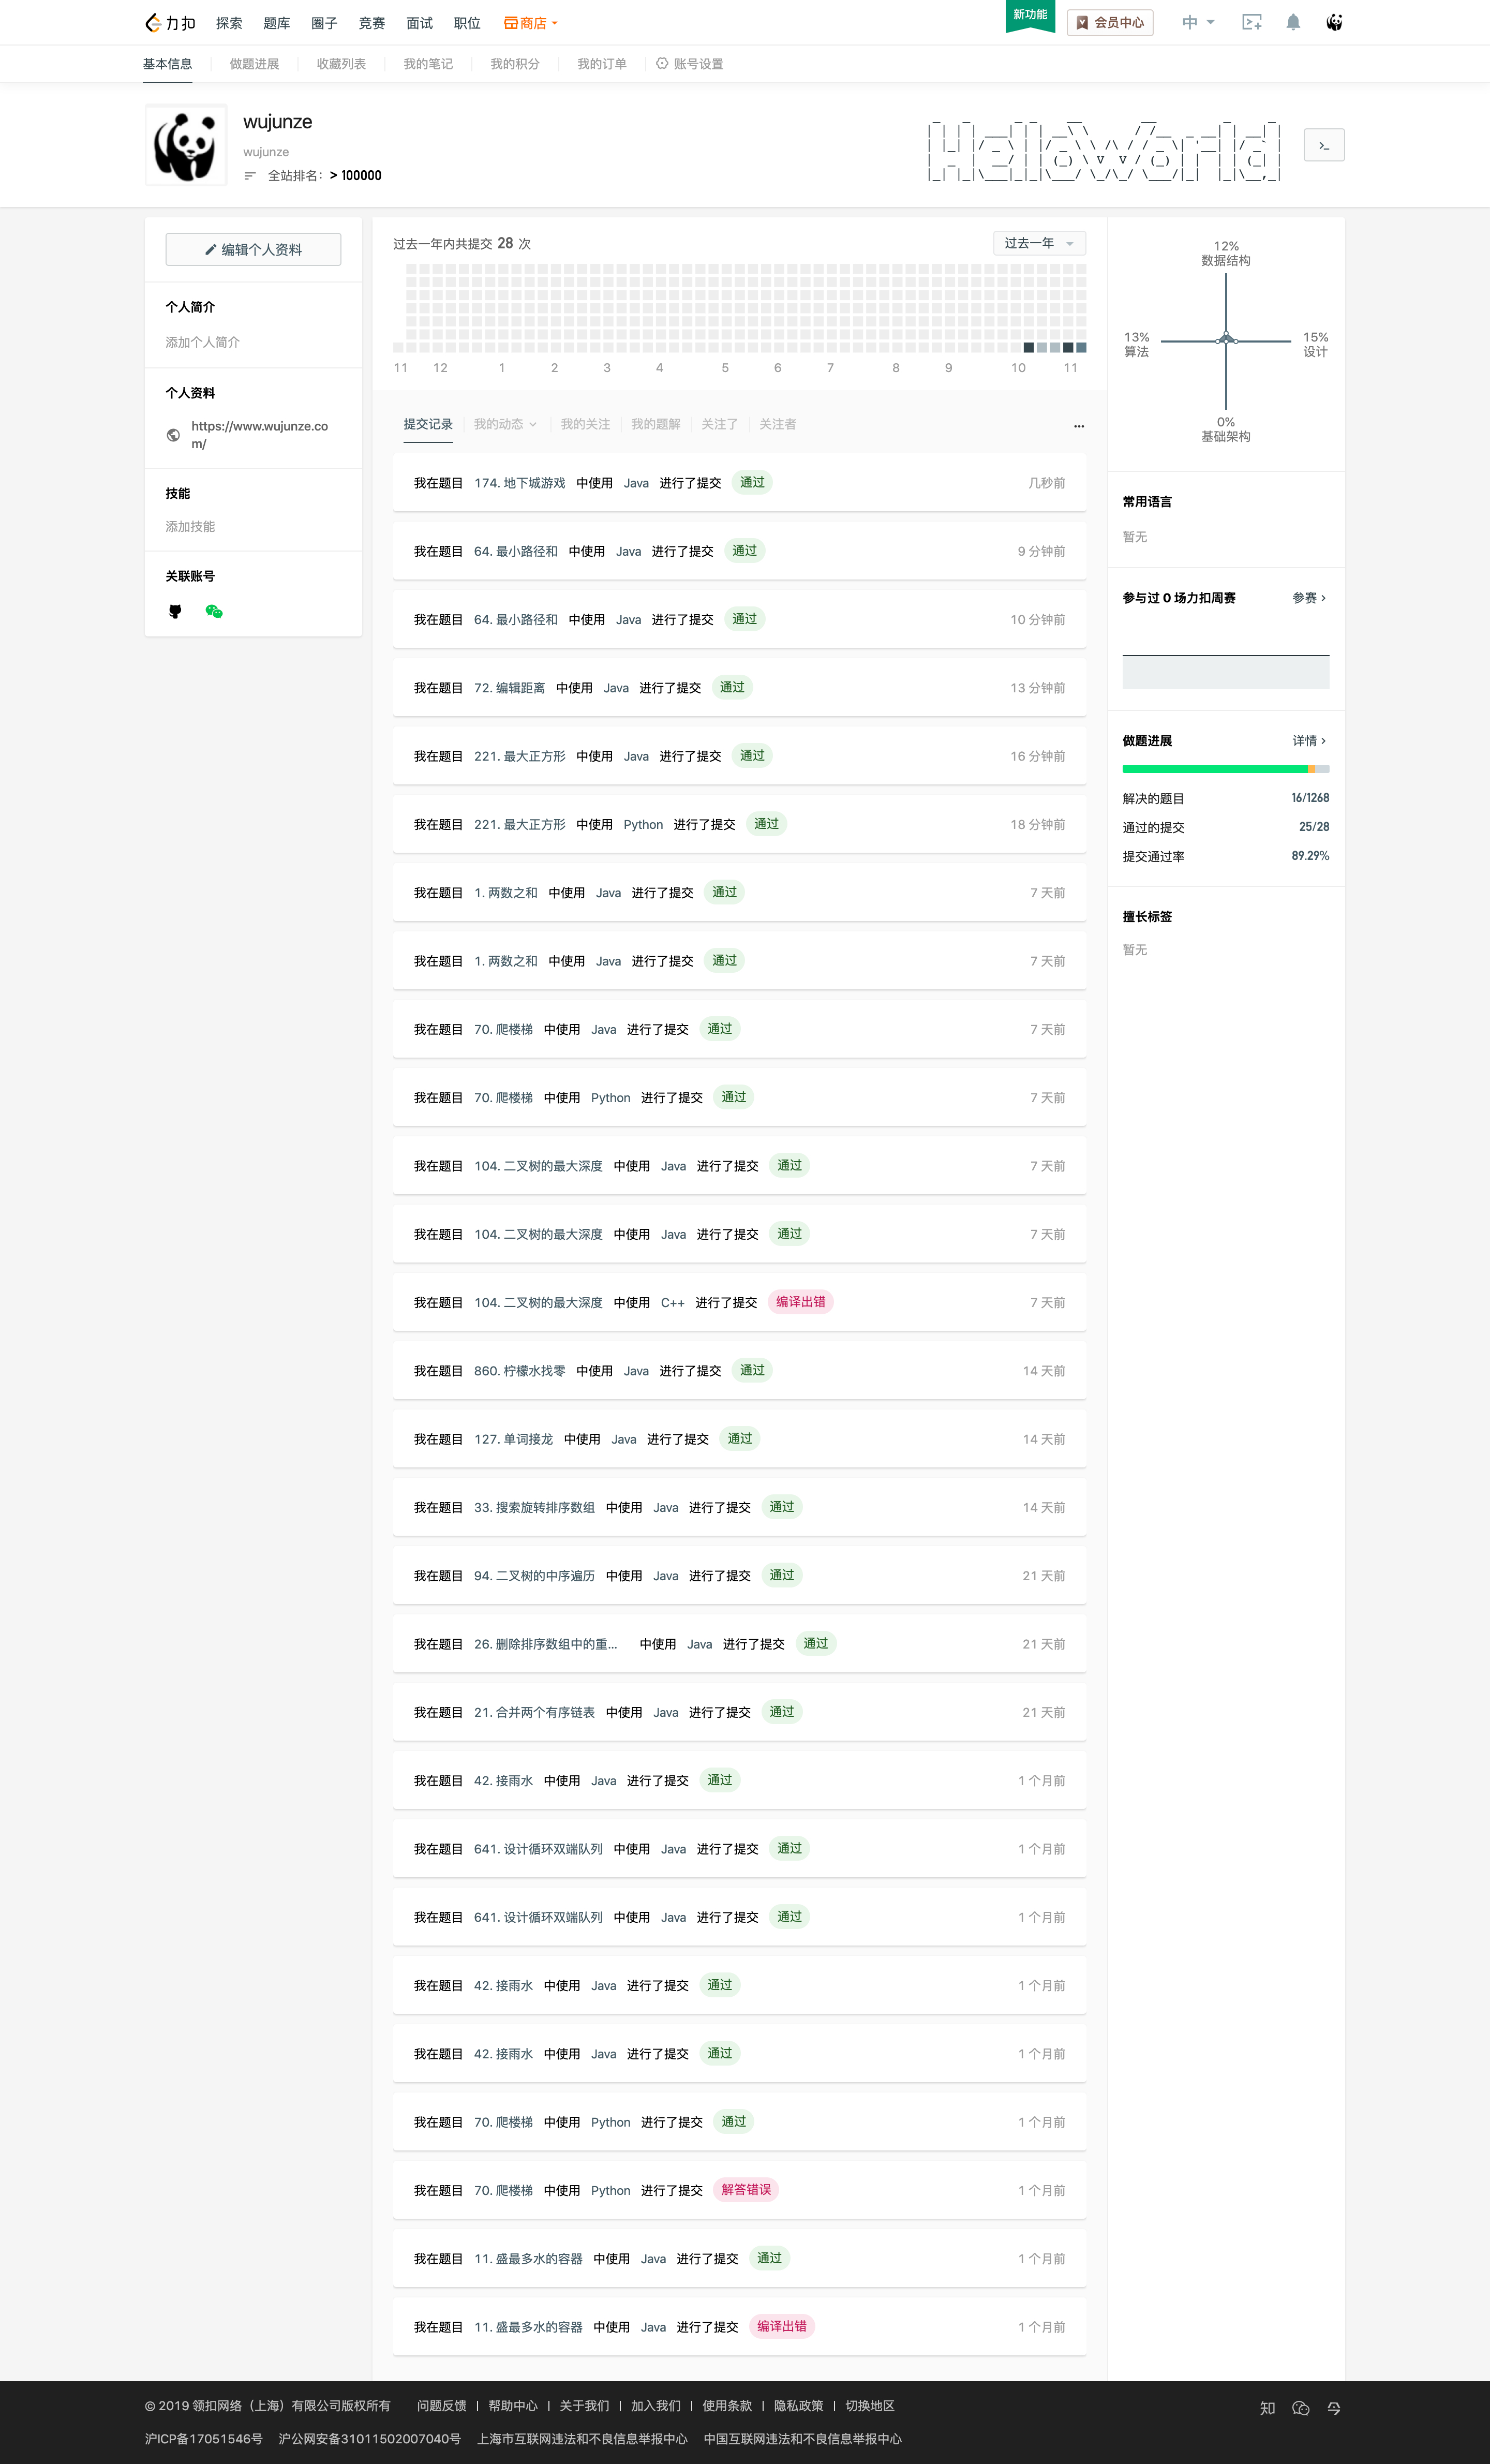 力扣 探索 题库 圈子 竞赛 面试 职位 商店 新功能 会员中心 中
基本信息 做题进展 收藏列表 我的笔记 我的积分 我的订单 账号设置
wujunze
wujunze
全站排名： > 100000
编辑个人资料
个人简介
添加个人简介
个人资料
https://www.wujunze.co
m/
技能
添加技能
关联账号
过去一年内共提交 28 次 过去一年
11 12 1 2 3 4 5 6 7 8 9 10 11
提交记录 我的动态 我的关注 我的题解 关注了 关注者 ...
我在题目 174. 地下城游戏 中使用 Java 进行了提交 通过 几秒前
我在题目 64. 最小路径和 中使用 Java 进行了提交 通过 9 分钟前
我在题目 64. 最小路径和 中使用 Java 进行了提交 通过 10 分钟前
我在题目 72. 编辑距离 中使用 Java 进行了提交 通过 13 分钟前
我在题目 221. 最大正方形 中使用 Java 进行了提交 通过 16 分钟前
我在题目 221. 最大正方形 中使用 Python 进行了提交 通过 18 分钟前
我在题目 1. 两数之和 中使用 Java 进行了提交 通过 7 天前
我在题目 1. 两数之和 中使用 Java 进行了提交 通过 7 天前
我在题目 70. 爬楼梯 中使用 Java 进行了提交 通过 7 天前
我在题目 70. 爬楼梯 中使用 Python 进行了提交 通过 7 天前
我在题目 104. 二叉树的最大深度 中使用 Java 进行了提交 通过 7 天前
我在题目 104. 二叉树的最大深度 中使用 Java 进行了提交 通过 7 天前
我在题目 104. 二叉树的最大深度 中使用 C++ 进行了提交 编译出错 7 天前
我在题目 860. 柠檬水找零 中使用 Java 进行了提交 通过 14 天前
我在题目 127. 单词接龙 中使用 Java 进行了提交 通过 14 天前
我在题目 33. 搜索旋转排序数组 中使用 Java 进行了提交 通过 14 天前
我在题目 94. 二叉树的中序遍历 中使用 Java 进行了提交 通过 21 天前
我在题目 26. 删除排序数组中的重... 中使用 Java 进行了提交 通过 21 天前
我在题目 21. 合并两个有序链表 中使用 Java 进行了提交 通过 21 天前
我在题目 42. 接雨水 中使用 Java 进行了提交 通过 1 个月前
我在题目 641. 设计循环双端队列 中使用 Java 进行了提交 通过 1 个月前
我在题目 641. 设计循环双端队列 中使用 Java 进行了提交 通过 1 个月前
我在题目 42. 接雨水 中使用 Java 进行了提交 通过 1 个月前
我在题目 42. 接雨水 中使用 Java 进行了提交 通过 1 个月前
我在题目 70. 爬楼梯 中使用 Python 进行了提交 通过 1 个月前
我在题目 70. 爬楼梯 中使用 Python 进行了提交 解答错误 1 个月前
我在题目 11. 盛最多水的容器 中使用 Java 进行了提交 通过 1 个月前
我在题目 11. 盛最多水的容器 中使用 Java 进行了提交 编译出错 1 个月前
12%
数据结构
13% 15%
算法 设计
0%
基础架构
常用语言
暂无
参与过 0 场力扣周赛 参赛 ›
做题进展 详情 ›
解决的题目 16/1268
通过的提交 25/28
提交通过率 89.29%
擅长标签
暂无
© 2019 领扣网络（上海）有限公司版权所有 问题反馈 | 帮助中心 | 关于我们 | 加入我们 | 使用条款 | 隐私政策 | 切换地区 知
沪ICP备17051546号 沪公网安备31011502007040号 上海市互联网违法和不良信息举报中心 中国互联网违法和不良信息举报中心